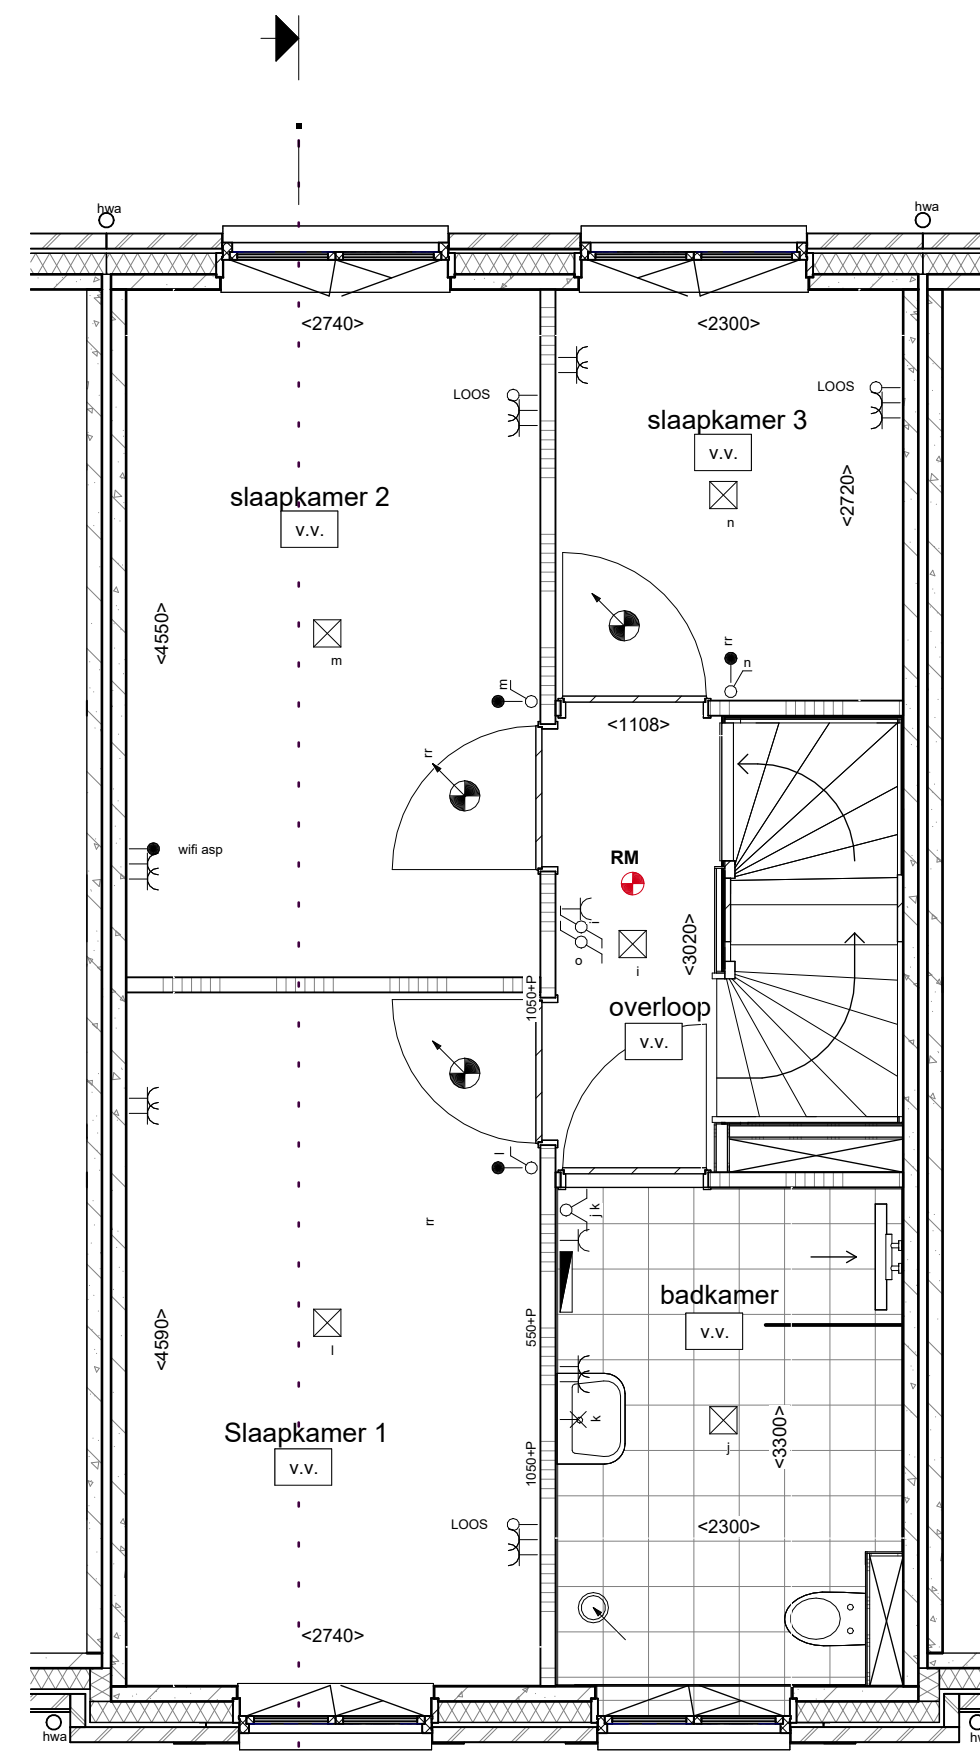 hwa
hwa
<2740>
<2300>
LOOS
LOOS
slaapkamer 3
v.v.
slaapkamer 2
v.v.
<2720>
n
<4550>
m
rr
n
m
<1108>
rr
wifi asp
RM
i
o
i
<3020>
1050+P
overloop
v.v.
l
j k
rr
badkamer
v.v.
<4590>
550+P
l
k
j
<3300>
Slaapkamer 1
v.v.
1050+P
LOOS
<2300>
<2740>
hwa
hw